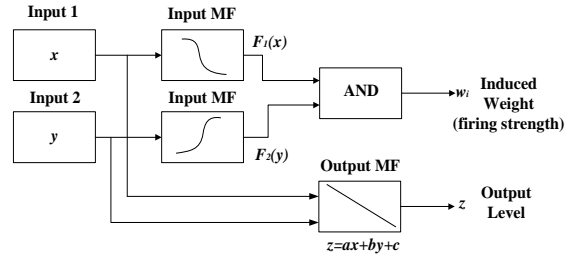 Input 1
Input MF
x
F1(x)
AND
wi
Induced
Weight
(firing strength)
Input 2
Input MF
y
F2(y)
Output MF
z
Output
Level
z=ax+by+c